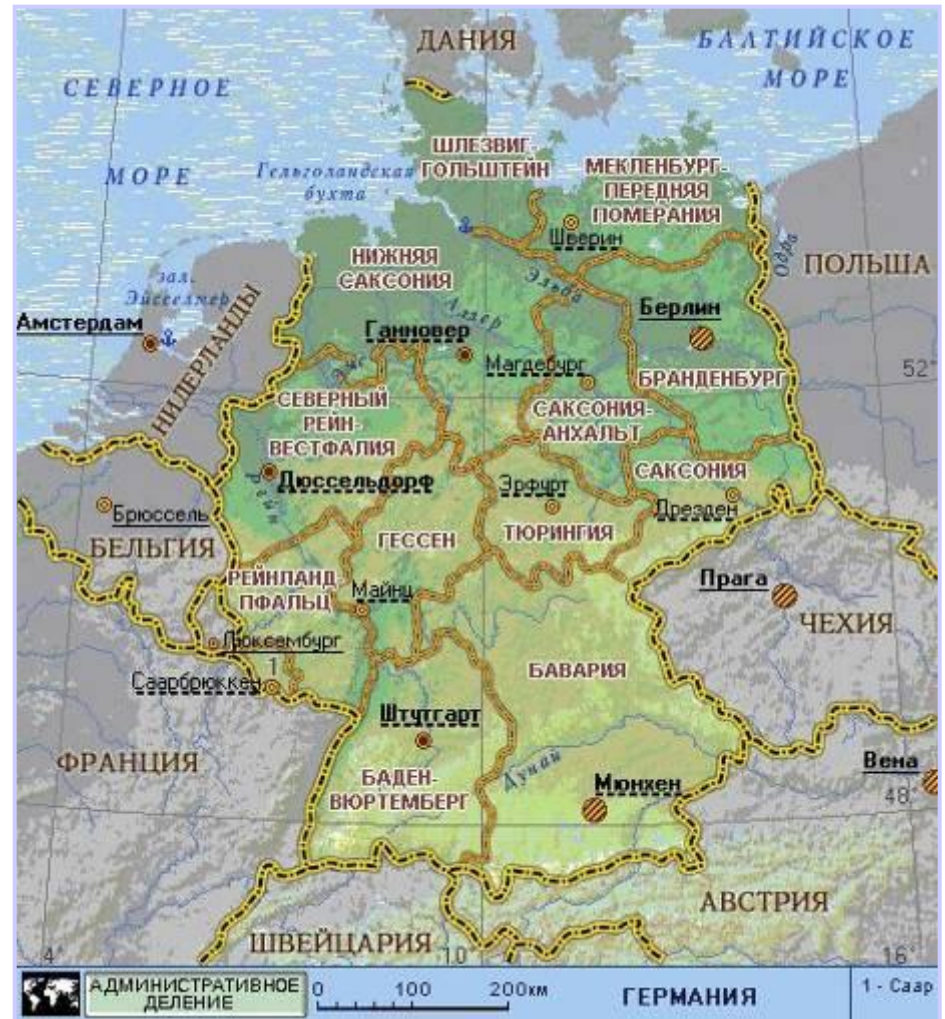 ДАНИЯ
БАЛТИЙСКОЕ
МОРЕ
СЕВЕРНОЕ
МОРЕ
Гельголандская
бухта
ШЛЕЗВИГ-
ГОЛЬШТЕЙН
МЕКЛЕНБУРГ-
ПЕРЕДНЯЯ
ПОМЕРАНИЯ
Шверин
Одра
ПОЛЬША
НИЖНЯЯ
САКСОНИЯ
зал.
Эйсселмер
Эльба
Аллер
Амстердам
НИДЕРЛАНДЫ
Ганновер
Берлин
Магдебург
Эмс
52°
БРАНДЕНБУРГ
СЕВЕРНЫЙ
РЕЙН-
ВЕСТФАЛИЯ
САКСОНИЯ-
АНХАЛЬТ
САКСОНИЯ
Дюссельдорф
Рейн
Эрфурт
Дрезден
Брюссель
БЕЛЬГИЯ
ГЕССЕН
ТЮРИНГИЯ
РЕЙНЛАНД
ПФАЛЬЦ
Майнц
Прага
ЧЕХИЯ
Люксембург
1
Саарбрюккен
БАВАРИЯ
Штутгарт
ФРАНЦИЯ
БАДЕН-
ВЮРТЕМБЕРГ
Дунай
Мюнхен
Вена
48°
АВСТРИЯ
ШВЕЙЦАРИЯ
4°
10
16°
АДМИНИСТРАТИВНОЕ
ДЕЛЕНИЕ
0 100 200км
ГЕРМАНИЯ
1 - Саар